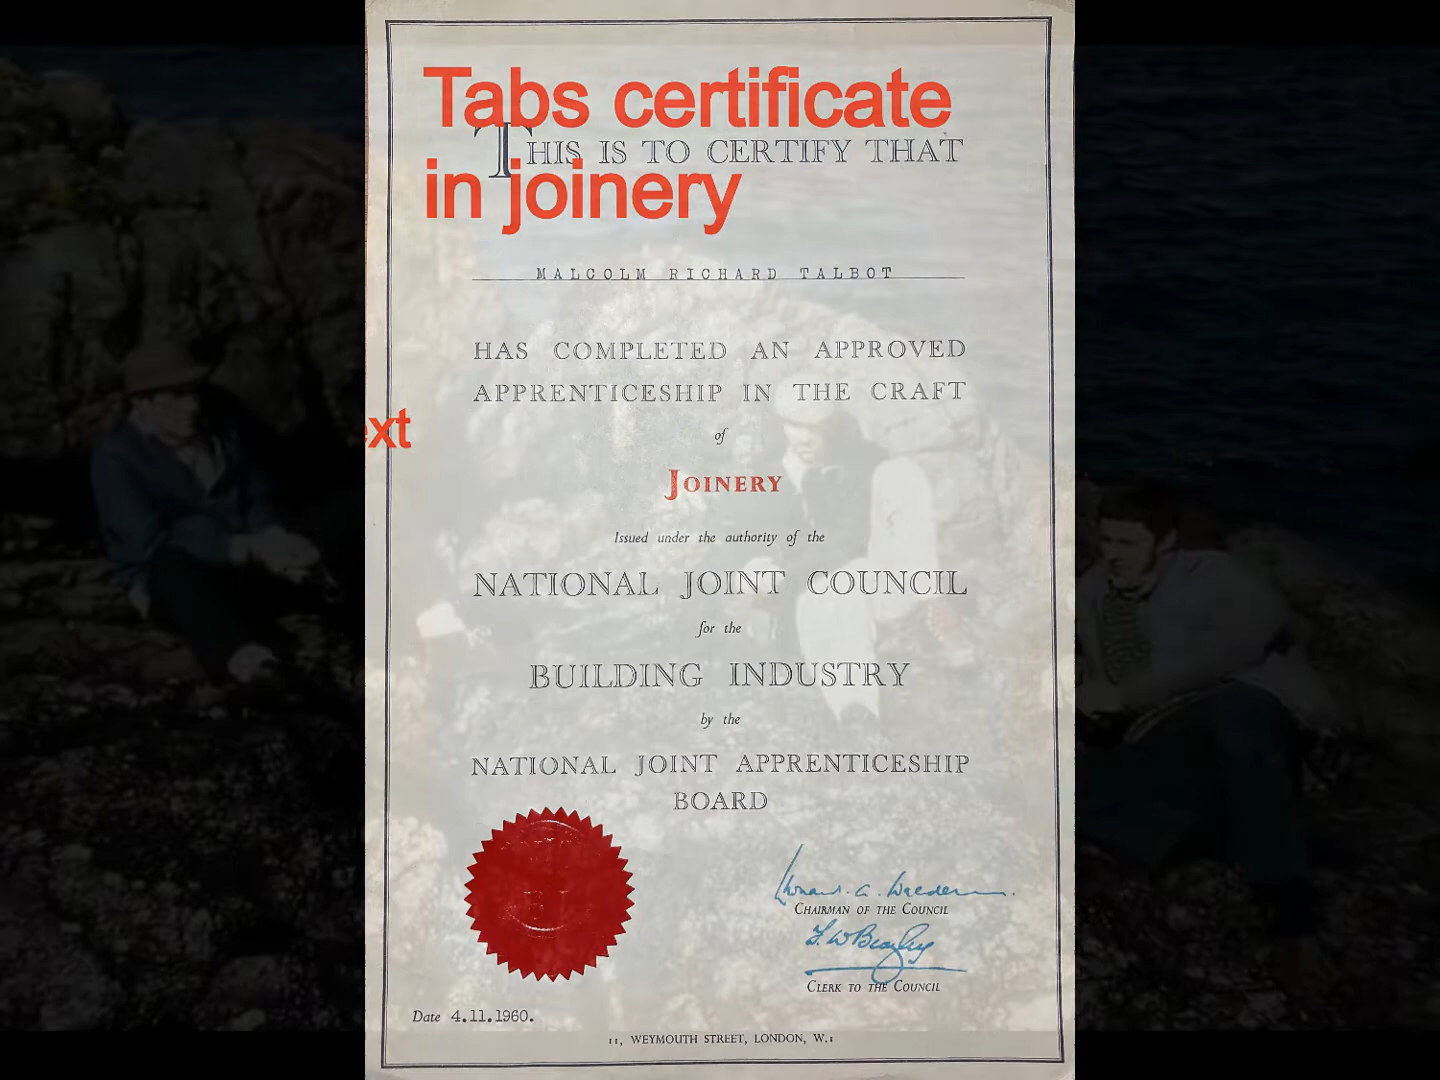 Tabs certificate
THIS IS TO CERTIFY THAT
in joinery
MALCOLM RICHARD TALBOT
HAS COMPLETED AN APPROVED
APPRENTICESHIP IN THE CRAFT
xt
of
JOINERY
Issued under the authority of the
NATIONAL JOINT COUNCIL
for the
BUILDING INDUSTRY
by the
NATIONAL JOINT APPRENTICESHIP
BOARD
CHAIRMAN OF THE COUNCIL
CLERK TO THE COUNCIL
Date 4.11.1960.
11, WEYMOUTH STREET, LONDON, W.1